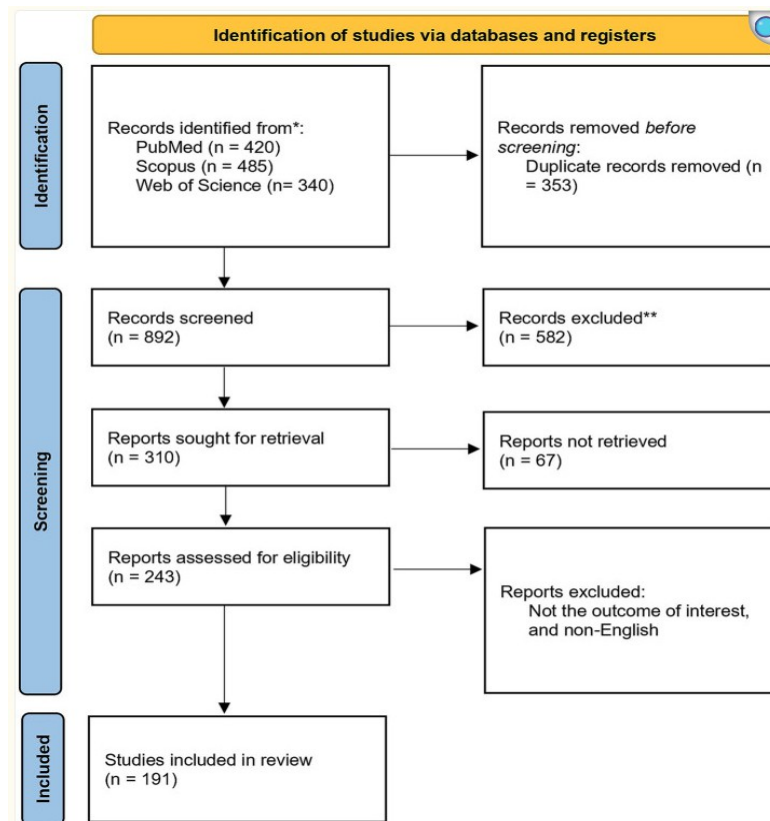 Identification of studies via databases and registers
Identification
Records identified from*:
PubMed (n = 420)
Scopus (n = 485)
Web of Science (n= 340)
Records removed before
screening:
Duplicate records removed (n
= 353)
Screening
Records screened
(n = 892)
Records excluded**
(n = 582)
Reports sought for retrieval
(n = 310)
Reports not retrieved
(n = 67)
Reports assessed for eligibility
(n = 243)
Reports excluded:
Not the outcome of interest,
and non-English
Included
Studies included in review
(n = 191)